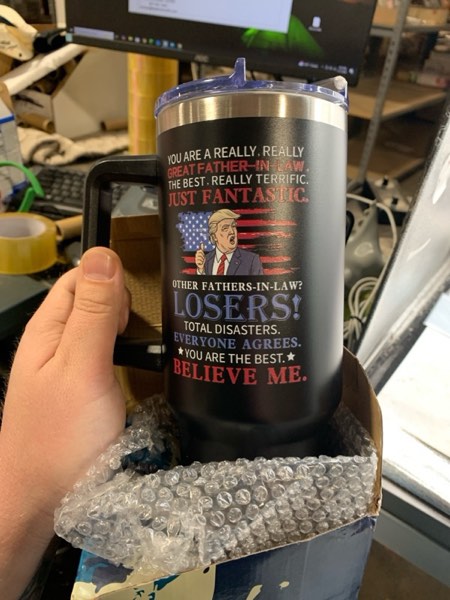 YOU ARE A REALLY, REALLY
GREAT FATHER-IN-LAW.
THE BEST. REALLY TERRIFIC.
JUST FANTASTIC.
OTHER FATHERS-IN-LAW?
LOSERS!
TOTAL DISASTERS.
EVERYONE AGREES.
★YOU ARE THE BEST.★
BELIEVE ME.